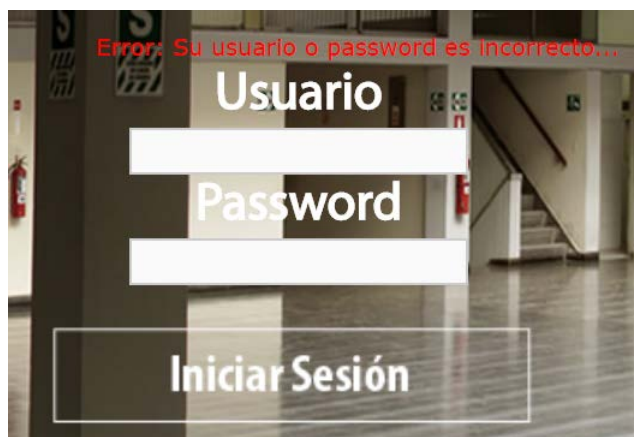 S
Error: Su usuario o password es incorrecto...
Usuario
Password
Iniciar Sesión